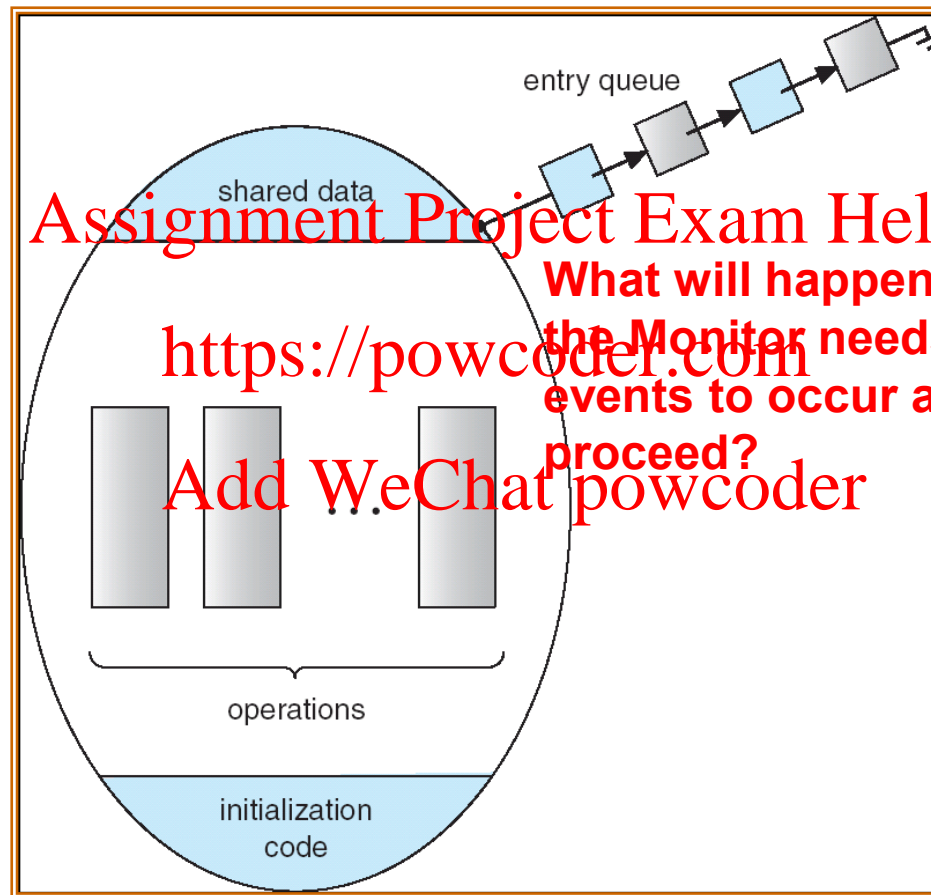 entry queue
shared data
Assignment Project Exam Hel
What will happen
the Monitor need
https://powcoder.com
events to occur a
proceed?
Add WeChat powcoder
...
operations
initialization
code